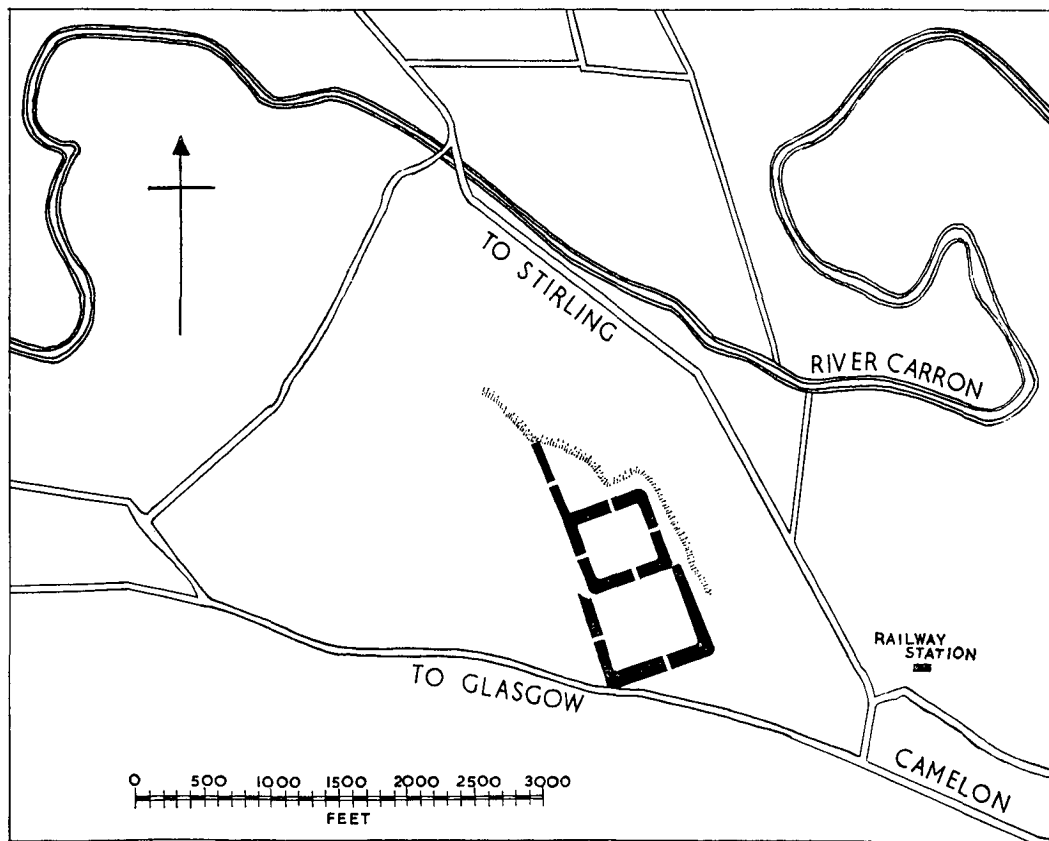 TO STIRLING
RIVER CARRON
RAILWAY
STATION
TO GLASGOW
CAMELON
0 500 1000 1500 2000 2500 3000
FEET